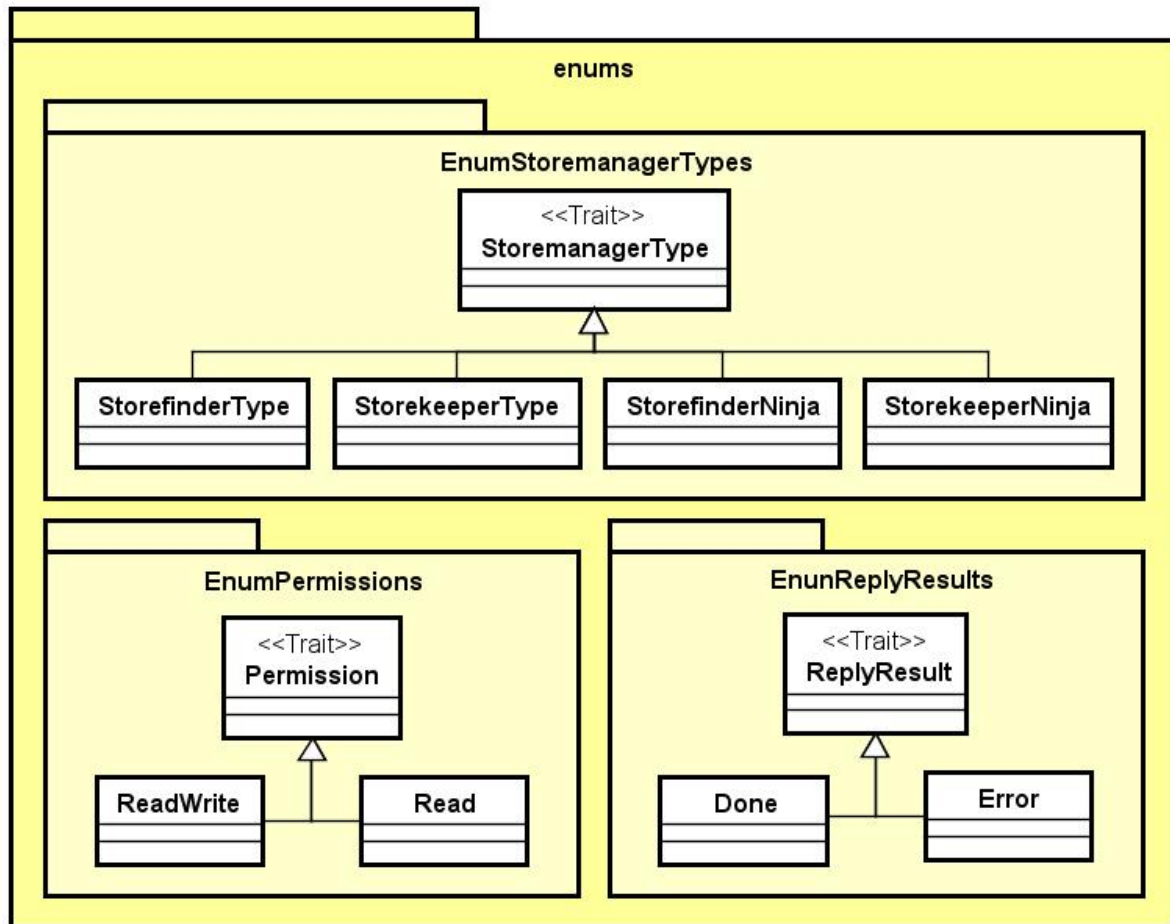 enums
EnumStoremanagerTypes
<<Trait>>
StoremanagerType
StorefinderType StorekeeperType StorefinderNinja StorekeeperNinja
EnumPermissions EnunReplyResults
<<Trait>> <<Trait>>
Permission ReplyResult
ReadWrite Read Done Error